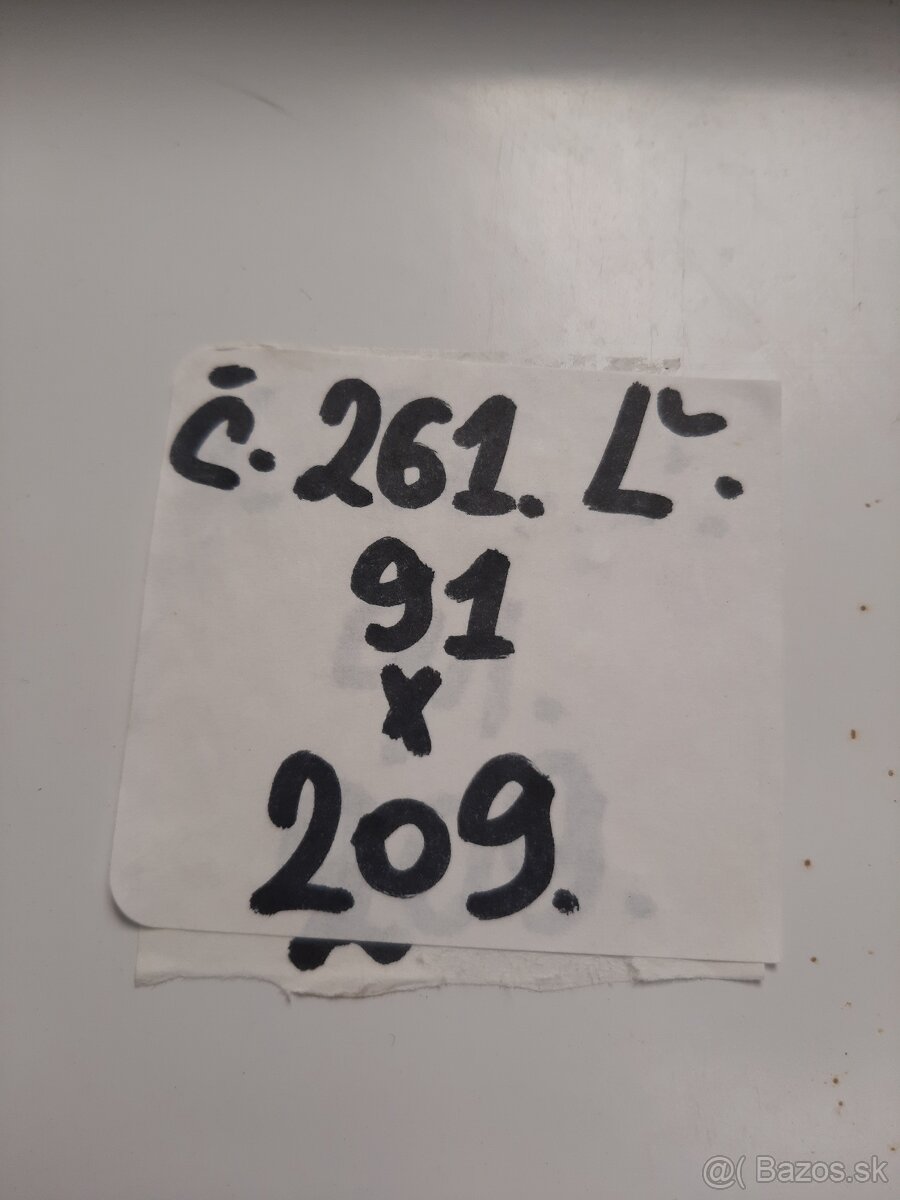 č. 261. Ľ.
91
x
209.
@( Bazos.sk